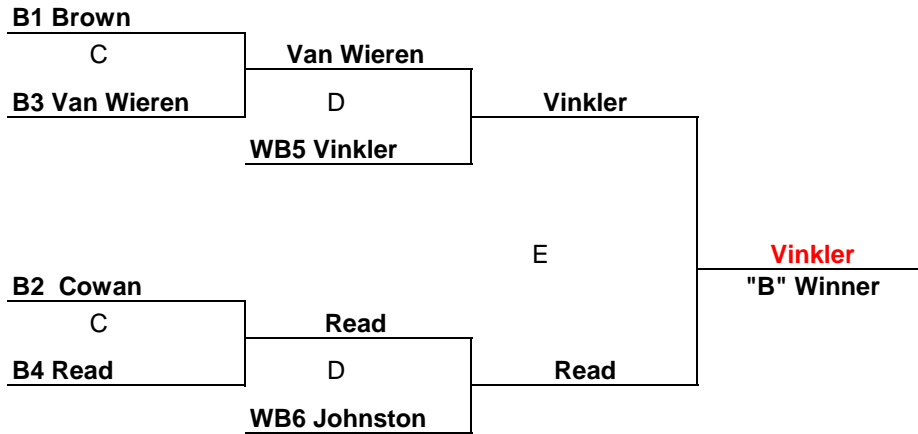 B1 Brown
C
Van Wieren
B3 Van Wieren
D
Vinkler
WB5 Vinkler
E
Vinkler
"B" Winner
B2  Cowan
C
Read
B4 Read
D
Read
WB6 Johnston